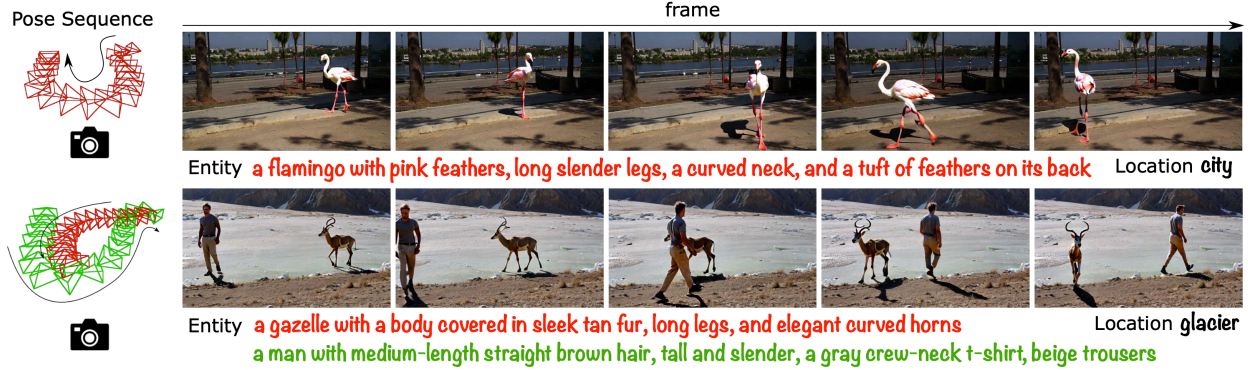 frame
Pose Sequence
Entity a flamingo with pink feathers, long slender legs, a curved neck, and a tuft of feathers on its back Location city
Entity a gazelle with a body covered in sleek tan fur, long legs, and elegant curved horns Location glacier
a man with medium-length straight brown hair, tall and slender, a gray crew-neck t-shirt, beige trousers